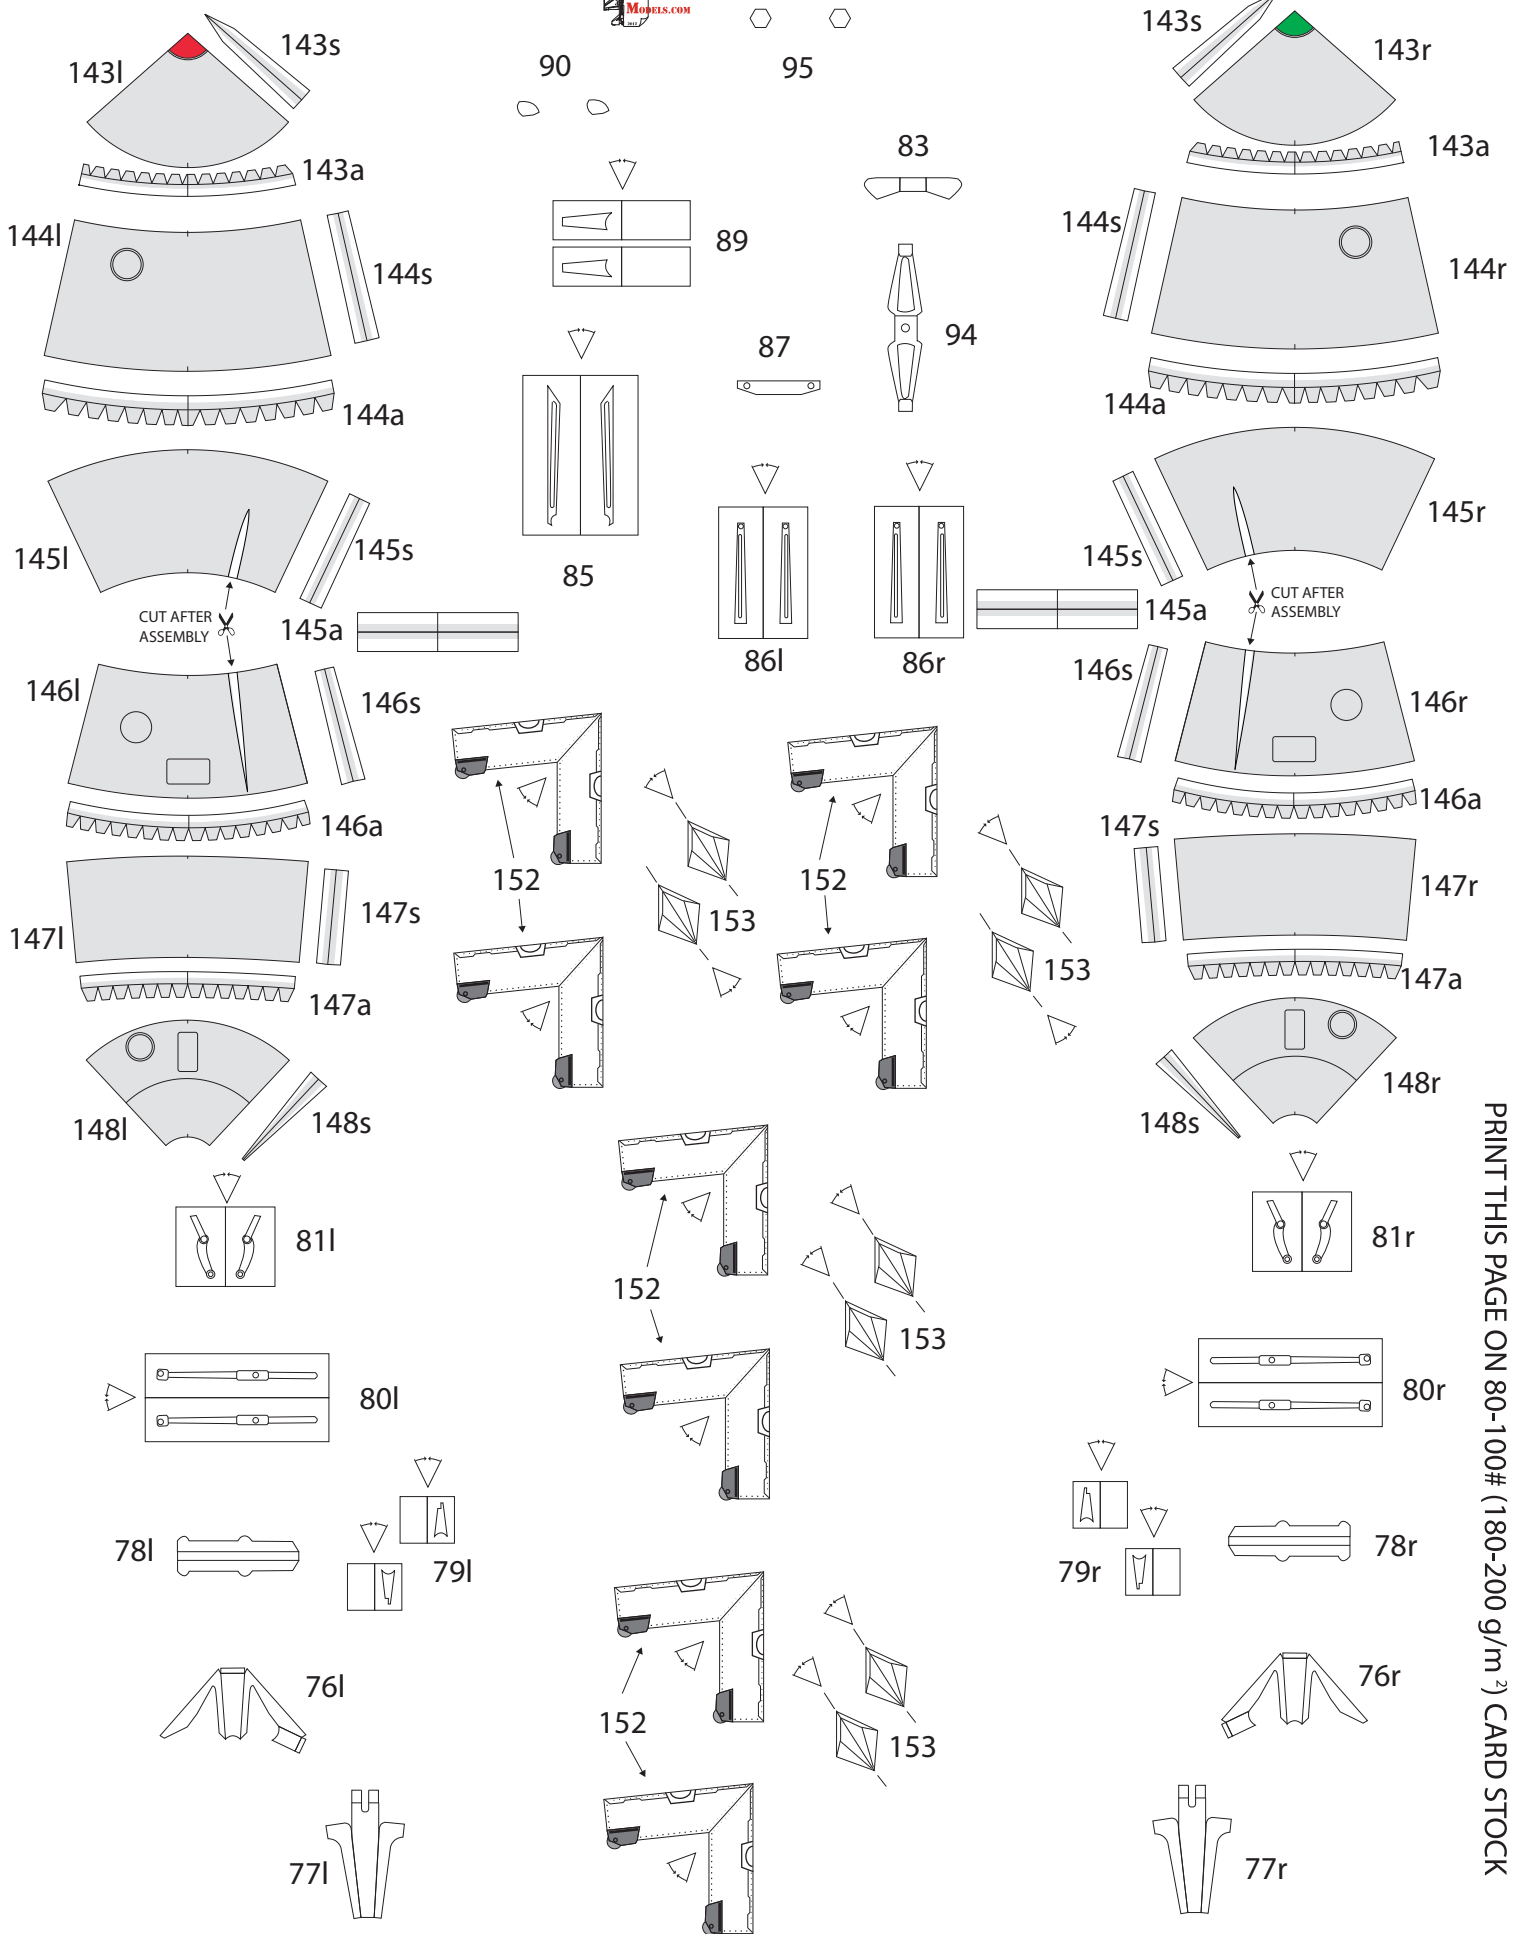 MODELS.COM
2012
143l
143s
90
95
143s
143r
143a
83
143a
144l
144s
89
144s
144r
94
87
144a
144a
145l
145s
85
145s
145r
CUT AFTER
ASSEMBLY
145a
145a
CUT AFTER
ASSEMBLY
86l
86r
146l
146s
146s
146r
146a
146a
152
152
153
153
147l
147s
147s
147r
147a
147a
148l
148s
148s
148r
81l
81r
152
153
80l
80r
78l
79l
79r
78r
76l
76r
152
153
77l
77r
PRINT THIS PAGE ON 80-100# (180-200 g/m²) CARD STOCK